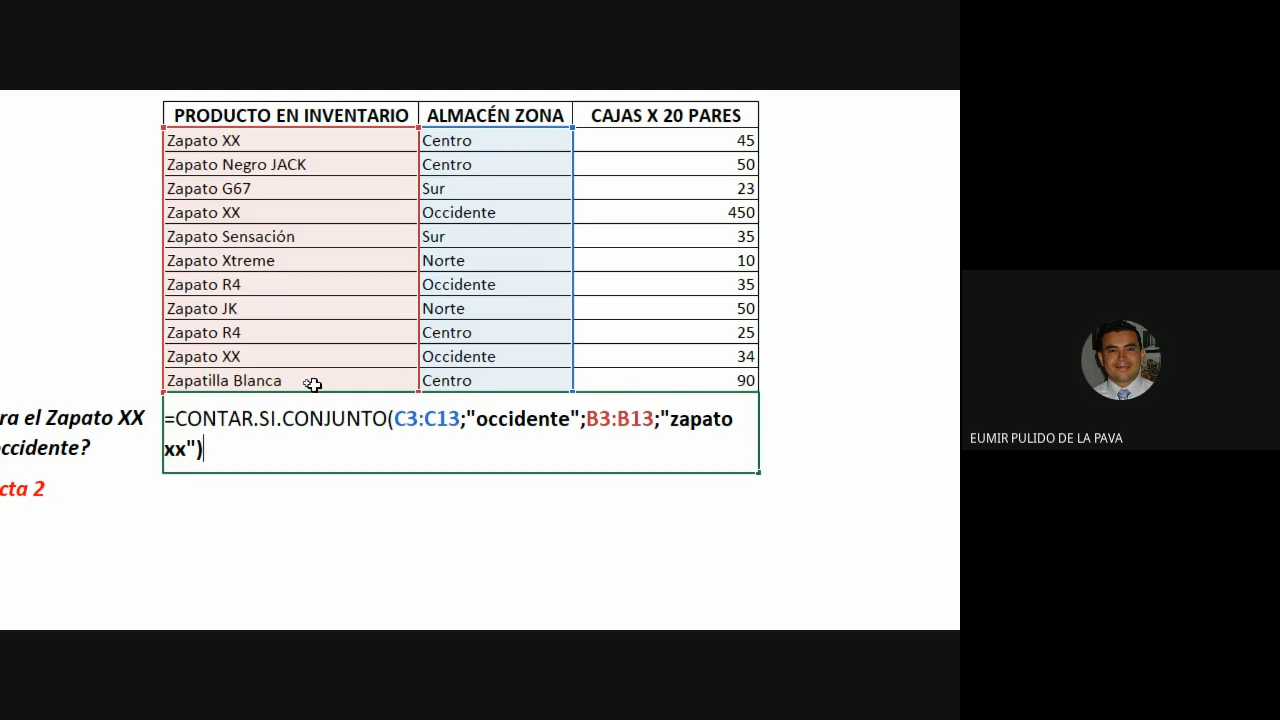 PRODUCTO EN INVENTARIO ALMACÉN ZONA CAJAS X 20 PARES
Zapato XX Centro 45
Zapato Negro JACK Centro 50
Zapato G67 Sur 23
Zapato XX Occidente 450
Zapato Sensación Sur 35
Zapato Xtreme Norte 10
Zapato R4 Occidente 35
Zapato JK Norte 50
Zapato R4 Centro 25
Zapato XX Occidente 34
Zapatilla Blanca Centro 90
ra el Zapato XX
ccidente?
cta 2
=CONTAR.SI.CONJUNTO(C3:C13;"occidente";B3:B13;"zapato
xx")
EUMIR PULIDO DE LA PAVA